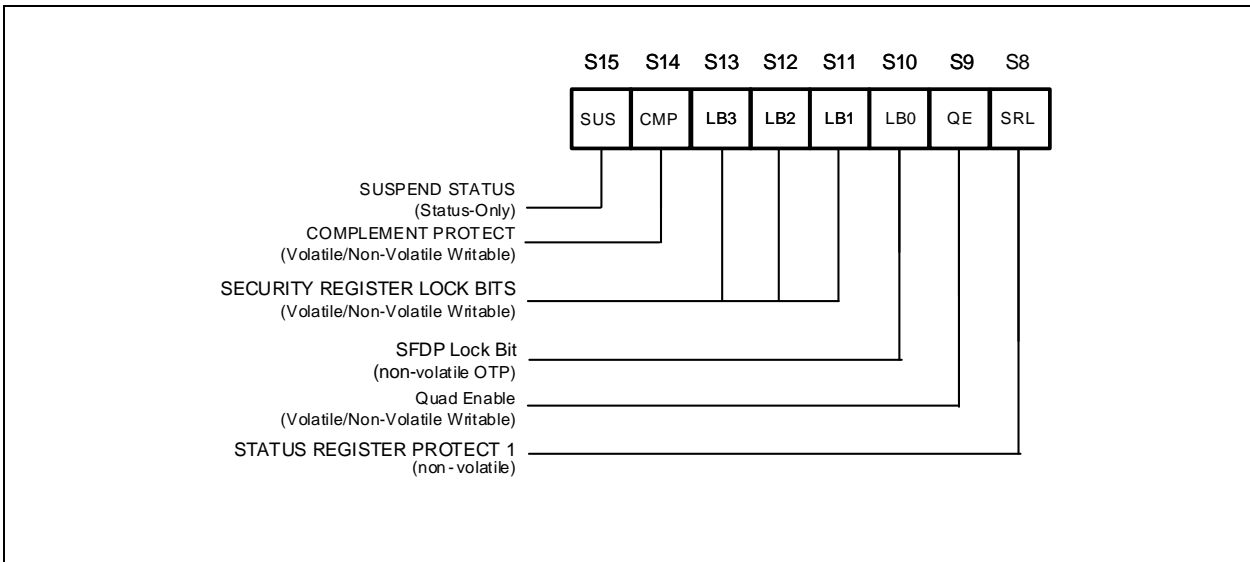 S15 S14 S13 S12 S11 S10 S9 S8
SUS CMP LB3 LB2 LB1 LB0 QE SRL
SUSPEND STATUS
(Status-Only)
COMPLEMENT PROTECT
(Volatile/Non-Volatile Writable)
SECURITY REGISTER LOCK BITS
(Volatile/Non-Volatile Writable)
SFDP Lock Bit
(non-volatile OTP)
Quad Enable
(Volatile/Non-Volatile Writable)
STATUS REGISTER PROTECT 1
(non-volatile)